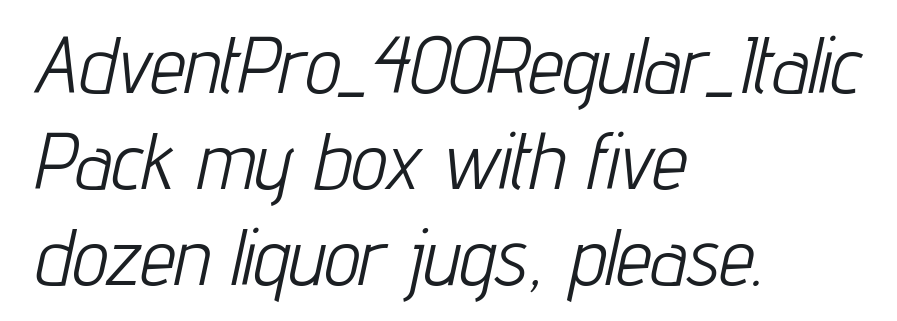 AdventPro_400Regular_Italic
Pack my box with five
dozen liquor jugs, please.